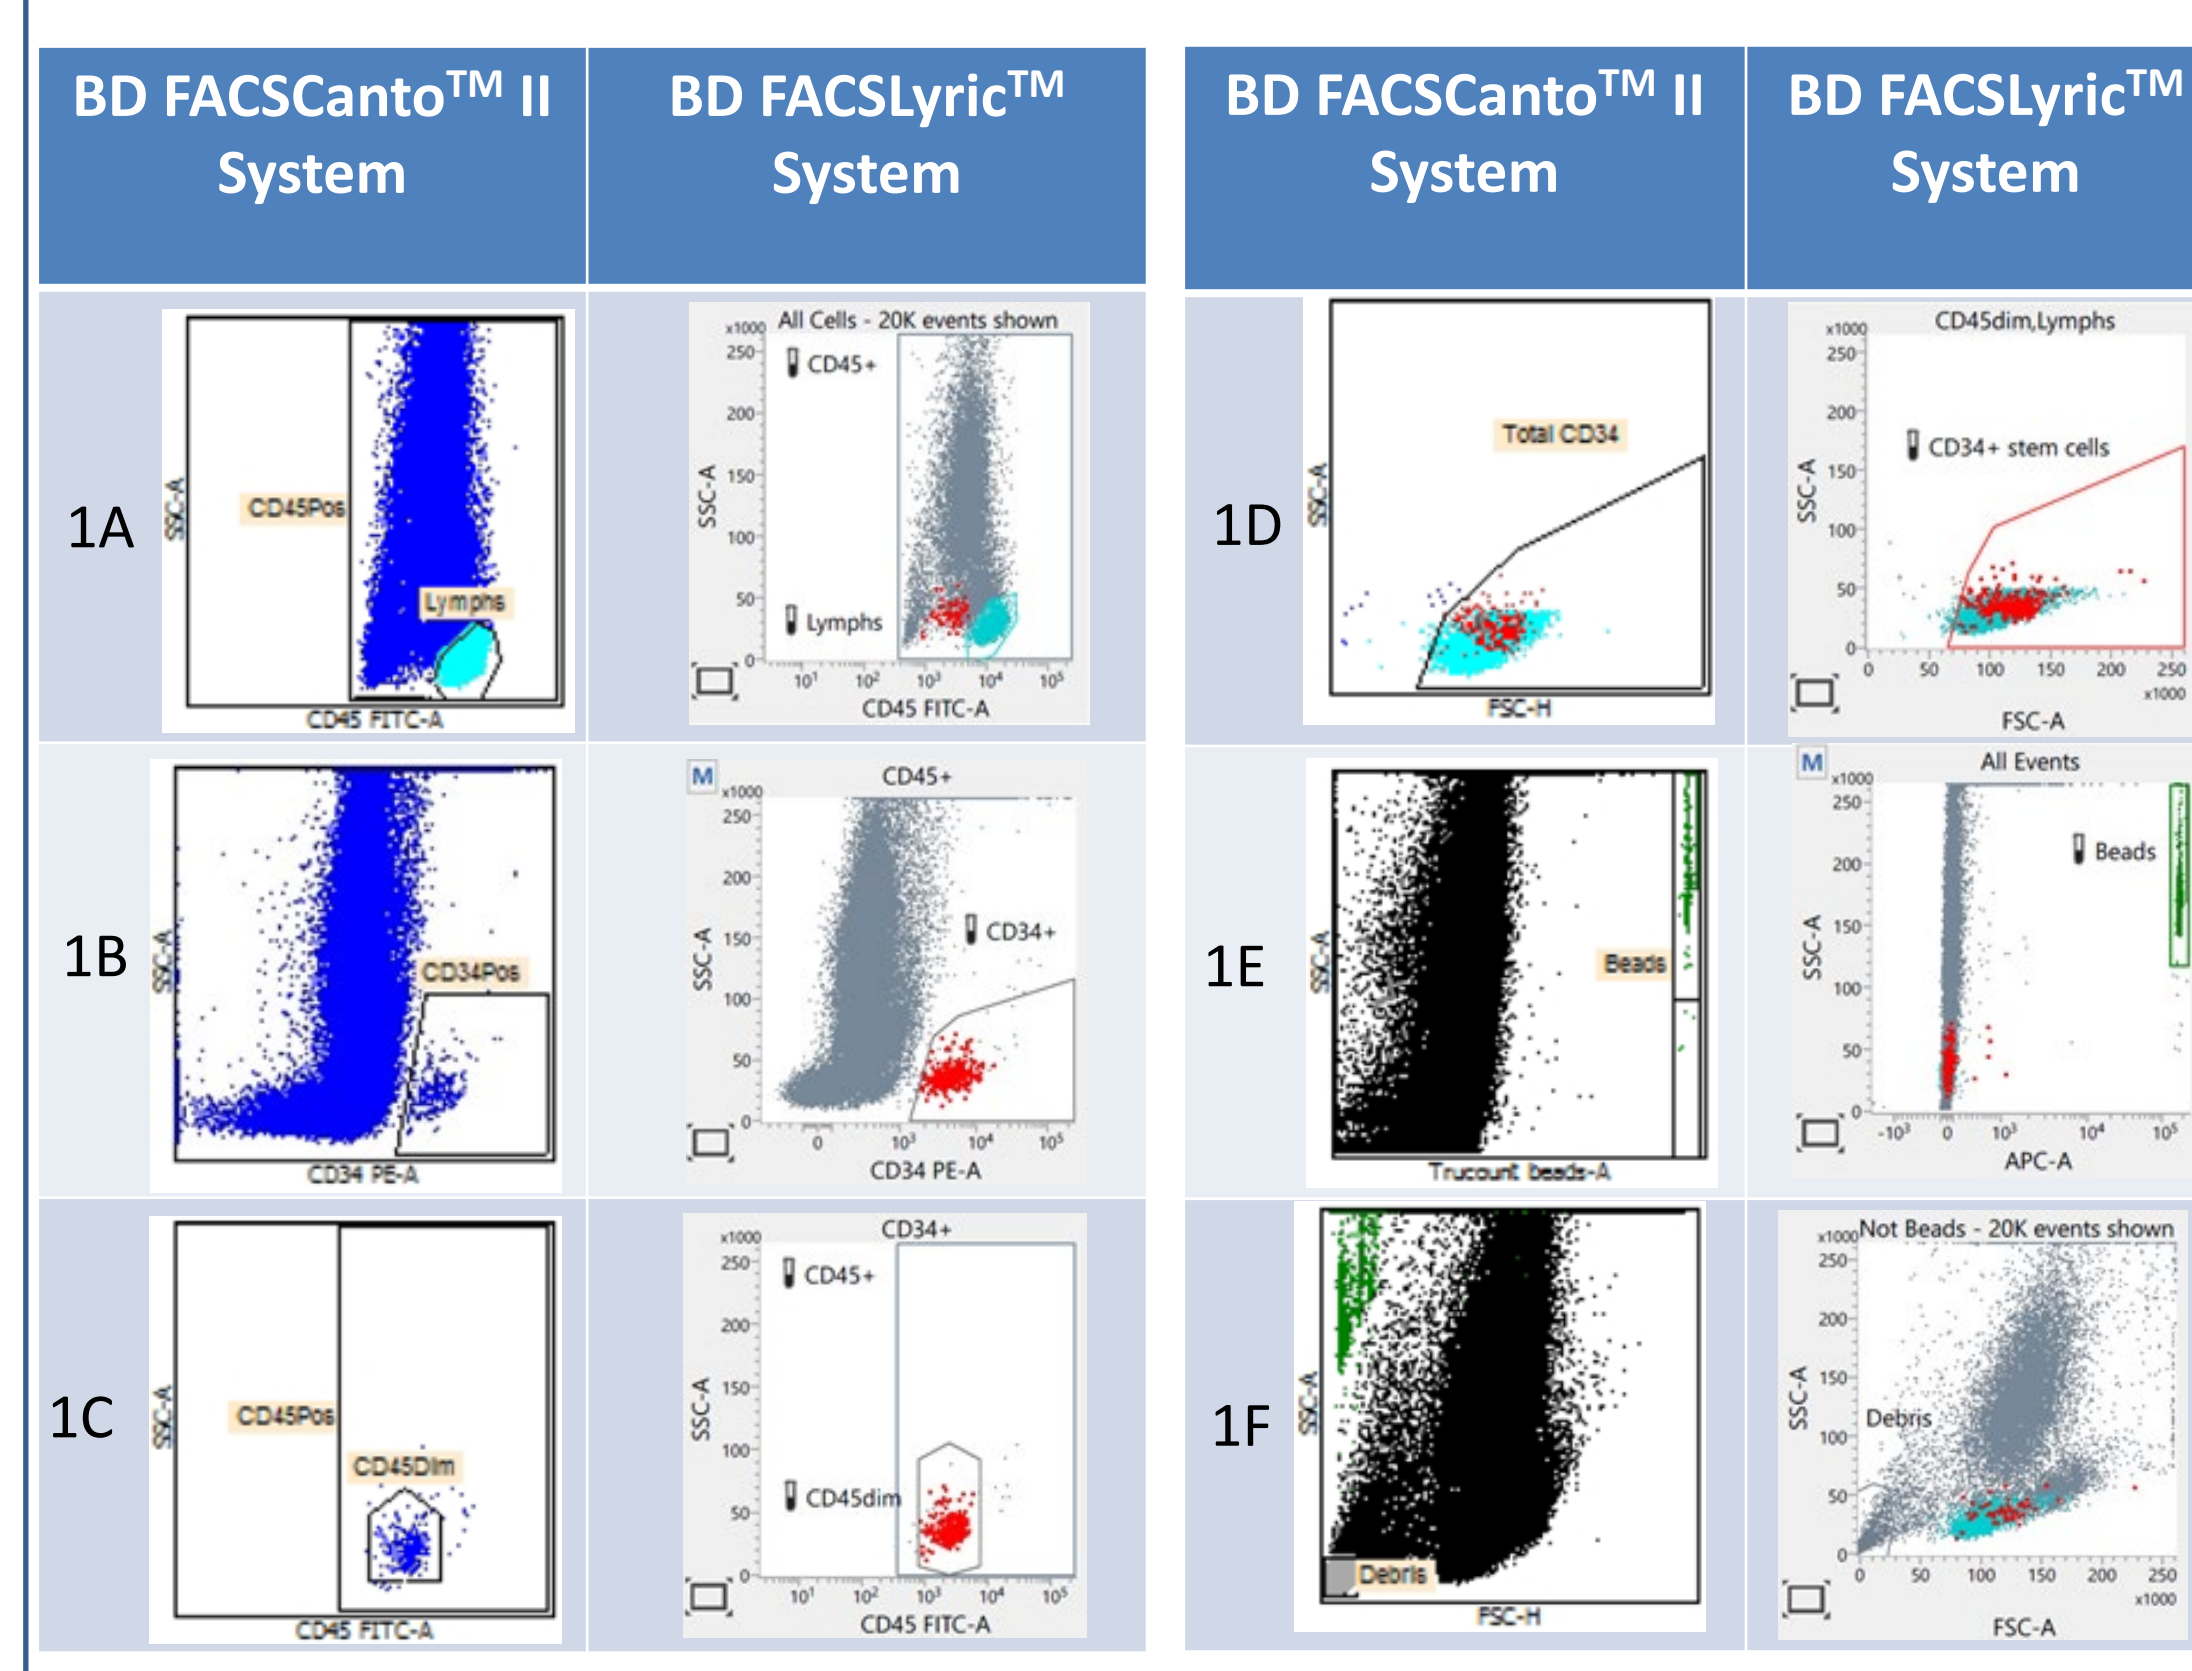 BD FACSCanto™ II
System
BD FACSLyric™
System
BD FACSCanto™ II
System
BD FACSLyric™
System
1A
SSC-A
CD45Pos
Lymphs
CD45 FITC-A
All Cells - 20K events shown
x1000
CD45+
Lymphs
250
200
150
100
50
0
SSC-A
10¹ 10² 10³ 10⁴ 10⁵
CD45 FITC-A
1D
SSC-A
Total CD34
FSC-H
CD45dim,Lymphs
x1000
CD34+ stem cells
250
200
150
100
50
0
SSC-A
0 50 100 150 200 250
x1000
FSC-A
1B
SSC-A
CD34Pos
CD34 PE-A
M
CD45+
x1000
CD34+
250
200
150
100
50
0
SSC-A
0 10³ 10⁴ 10⁵
CD34 PE-A
1E
SSC-A
Beads
Trucount beads-A
M
All Events
x1000
Beads
250
200
150
100
50
0
SSC-A
-10³ 0 10³ 10⁴ 10⁵
APC-A
1C
SSC-A
CD45Pos
CD45Dim
CD45 FITC-A
CD34+
x1000
CD45+
CD45dim
250
200
150
100
50
0
SSC-A
10¹ 10² 10³ 10⁴ 10⁵
CD45 FITC-A
1F
SSC-A
Debris
FSC-H
Not Beads - 20K events shown
x1000
Debris
250
200
150
100
50
0
SSC-A
0 50 100 150 200 250
x1000
FSC-A